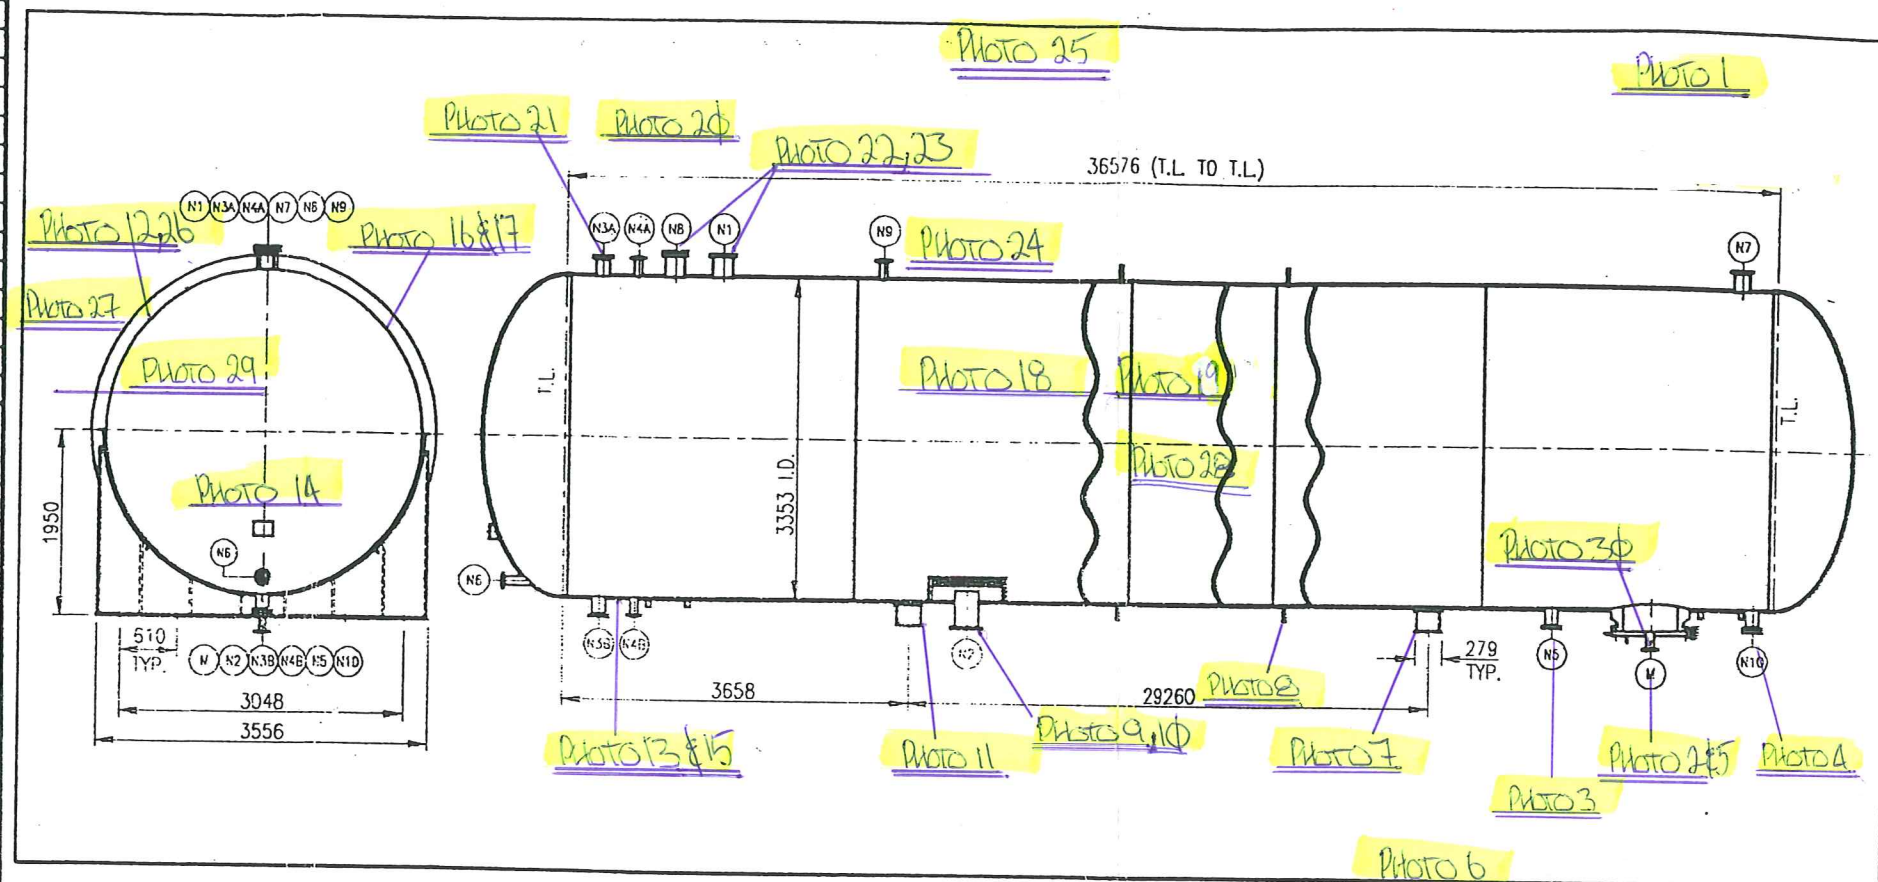 PHOTO 25
PHOTO 1
PHOTO 21
PHOTO 20
PHOTO 22,23
36576 (T.L. TO T.L.)
N1 N3A N4A N7 N8 N9
PHOTO 12,26
PHOTO 16&17
N3A
N4A
N8
N1
N9
PHOTO 24
N7
PHOTO 27
PHOTO 29
T.L.
PHOTO 18
PHOTO 19
T.L.
PHOTO 14
PHOTO 28
1950
3353 I.D.
N6
N6
PHOTO 30
510
TYP.
M N2 N3B N4B N5 N10
N3B
N4B
N2
279
TYP.
N5
M
N10
3048
3658
PHOTO 8
29260
3556
PHOTO 13&15
PHOTO 11
PHOTO 9,10
PHOTO 7
PHOTO 2&5
PHOTO 4
PHOTO 3
PHOTO 6